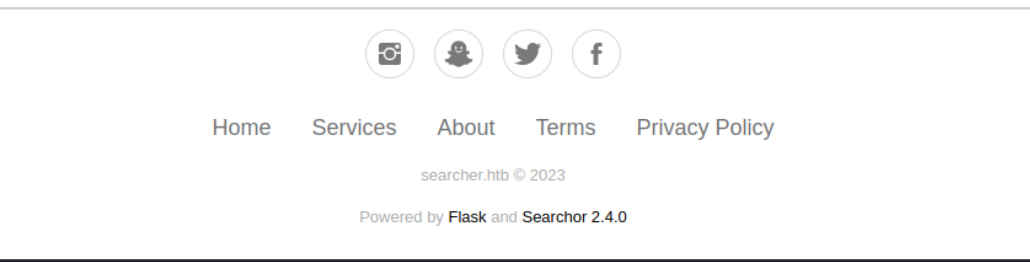 Home Services About Terms Privacy Policy
searcher.htb © 2023
Powered by Flask and Searchor 2.4.0